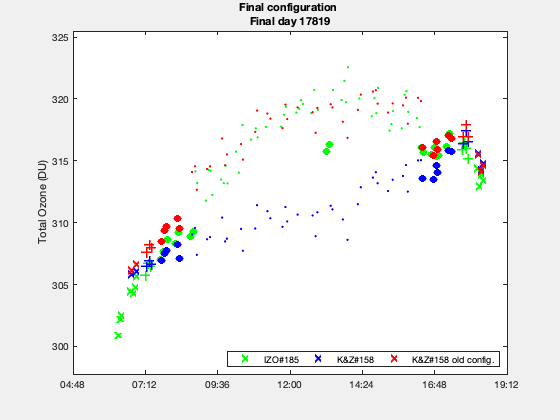 Final configuration
Final day 17819
Total Ozone (DU)
325
320
315
310
305
300
04:48
07:12
09:36
12:00
14:24
16:48
19:12
IZO#185
K&Z#158
K&Z#158 old config.